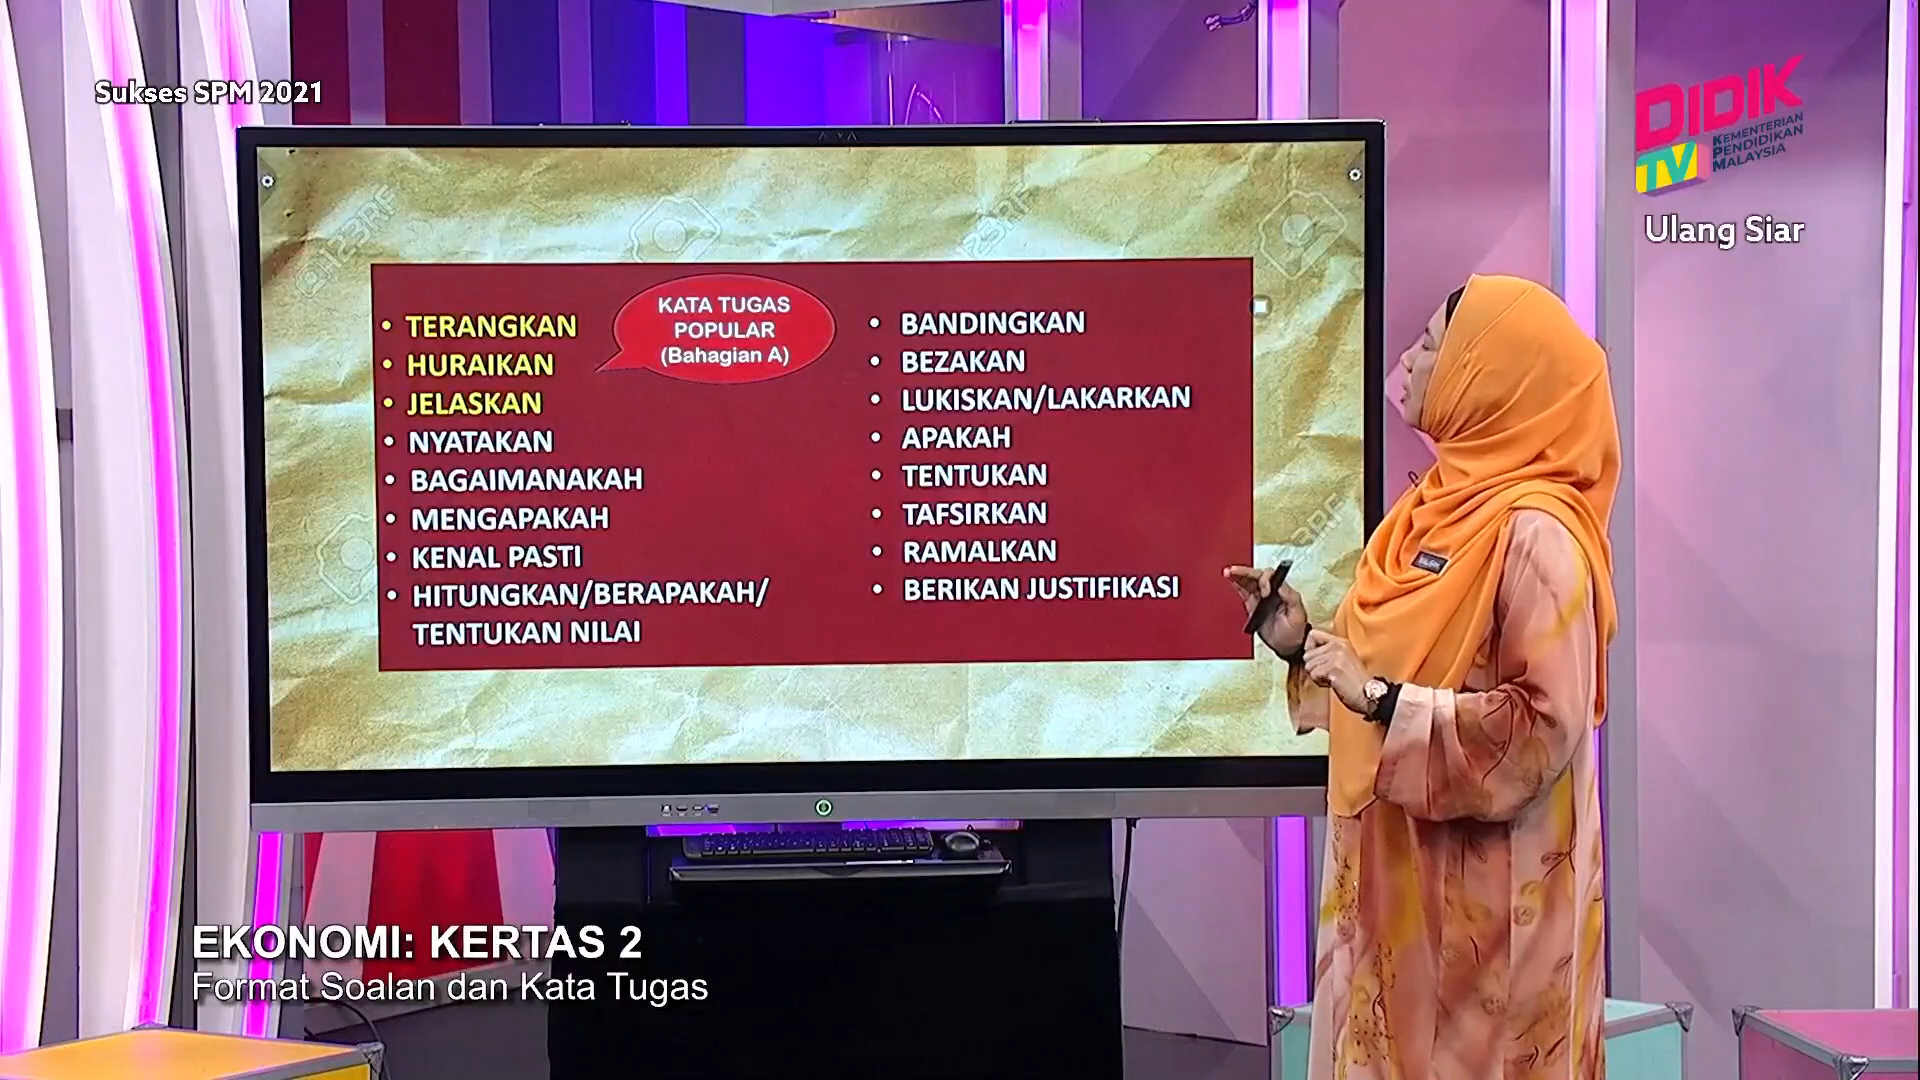 Sukses SPM 2021
DIDIK
TV
KEMENTERIAN
PENDIDIKAN
MALAYSIA
Ulang Siar
KATA TUGAS
POPULAR
(Bahagian A)
• TERANGKAN
• HURAIKAN
• JELASKAN
• NYATAKAN
• BAGAIMANAKAH
• MENGAPAKAH
• KENAL PASTI
• HITUNGKAN/BERAPAKAH/
TENTUKAN NILAI
• BANDINGKAN
• BEZAKAN
• LUKISKAN/LAKARKAN
• APAKAH
• TENTUKAN
• TAFSIRKAN
• RAMALKAN
• BERIKAN JUSTIFIKASI
123RF
123RF
EKONOMI: KERTAS 2
Format Soalan dan Kata Tugas